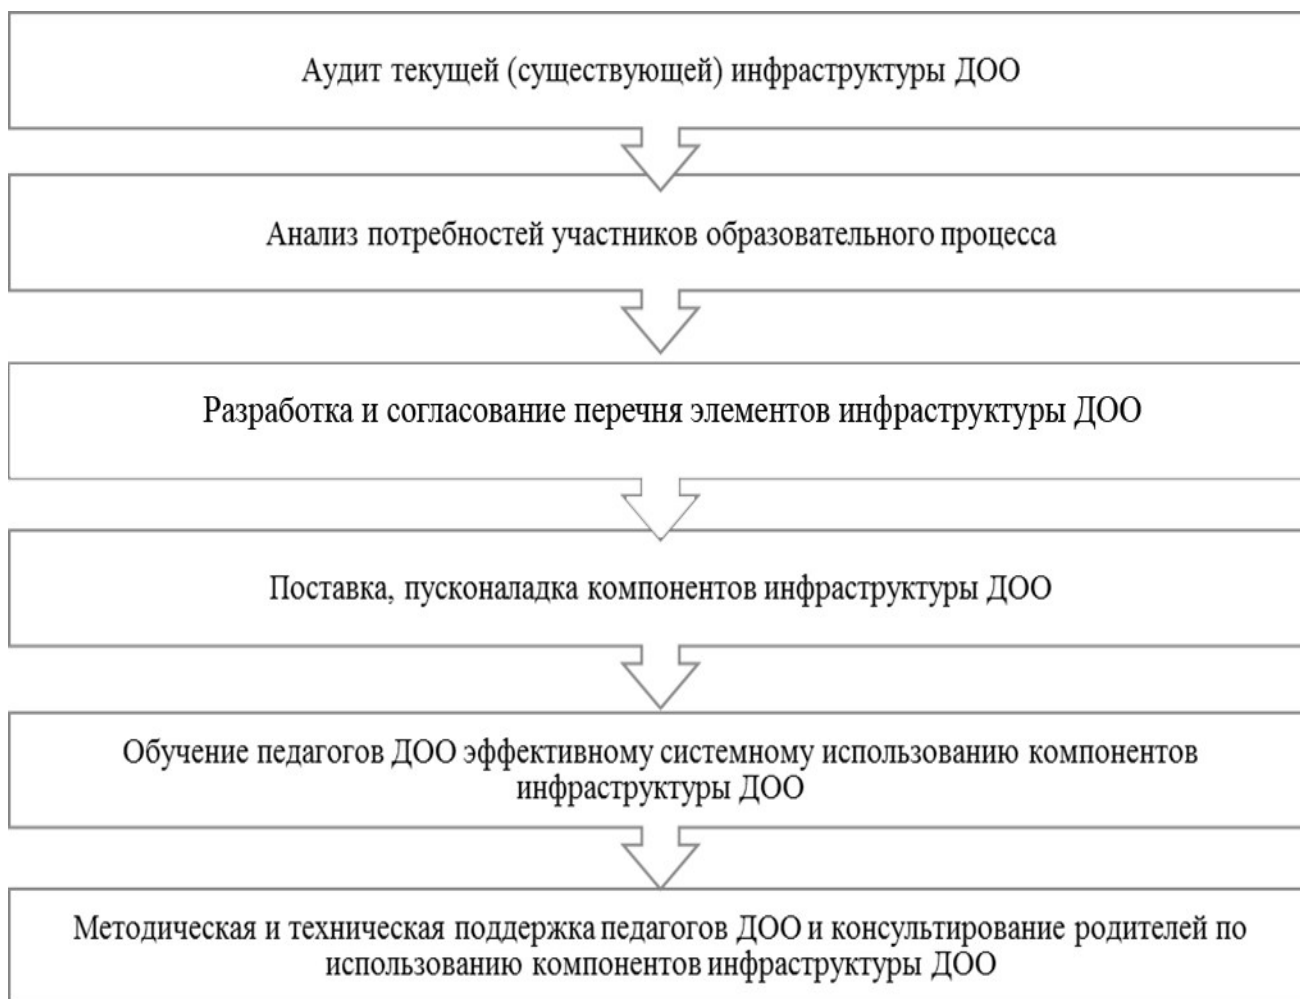 Аудит текущей (существующей) инфраструктуры ДОО
Анализ потребностей участников образовательного процесса
Разработка и согласование перечня элементов инфраструктуры ДОО
Поставка, пусконаладка компонентов инфраструктуры ДОО
Обучение педагогов ДОО эффективному системному использованию компонентов
инфраструктуры ДОО
Методическая и техническая поддержка педагогов ДОО и консультирование родителей по
использованию компонентов инфраструктуры ДОО